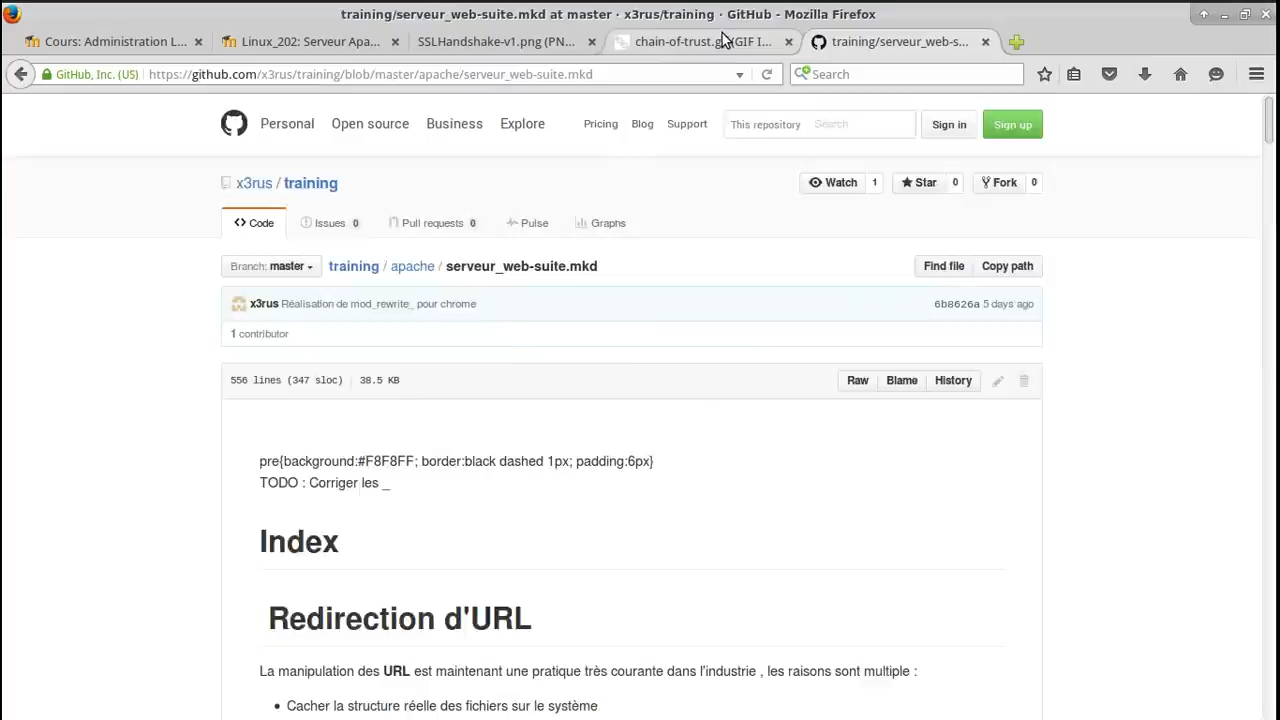 training/serveur_web-suite.mkd at master · x3rus/training · GitHub - Mozilla Firefox
Cours: Administration L...
Linux_202: Serveur Apa...
SSLHandshake-v1.png (PN...
chain-of-trust.g (GIF I...
training/serveur_web-s...
GitHub, Inc. (US)
https://github.com/x3rus/training/blob/master/apache/serveur_web-suite.mkd
Search
Personal Open source Business Explore Pricing Blog Support This repository Search Sign in Sign up
x3rus / training
Watch 1 Star 0 Fork 0
Code Issues 0 Pull requests 0 Pulse Graphs
Branch: master training / apache / serveur_web-suite.mkd Find file Copy path
x3rus Réalisation de mod_rewrite_ pour chrome 6b8626a 5 days ago
1 contributor
556 lines (347 sloc) 38.5 KB Raw Blame History
pre{background:#F8F8FF; border:black dashed 1px; padding:6px}
TODO : Corriger les _
Index
Redirection d'URL
La manipulation des URL est maintenant une pratique très courante dans l'industrie , les raisons sont multiple :
• Cacher la structure réelle des fichiers sur le système